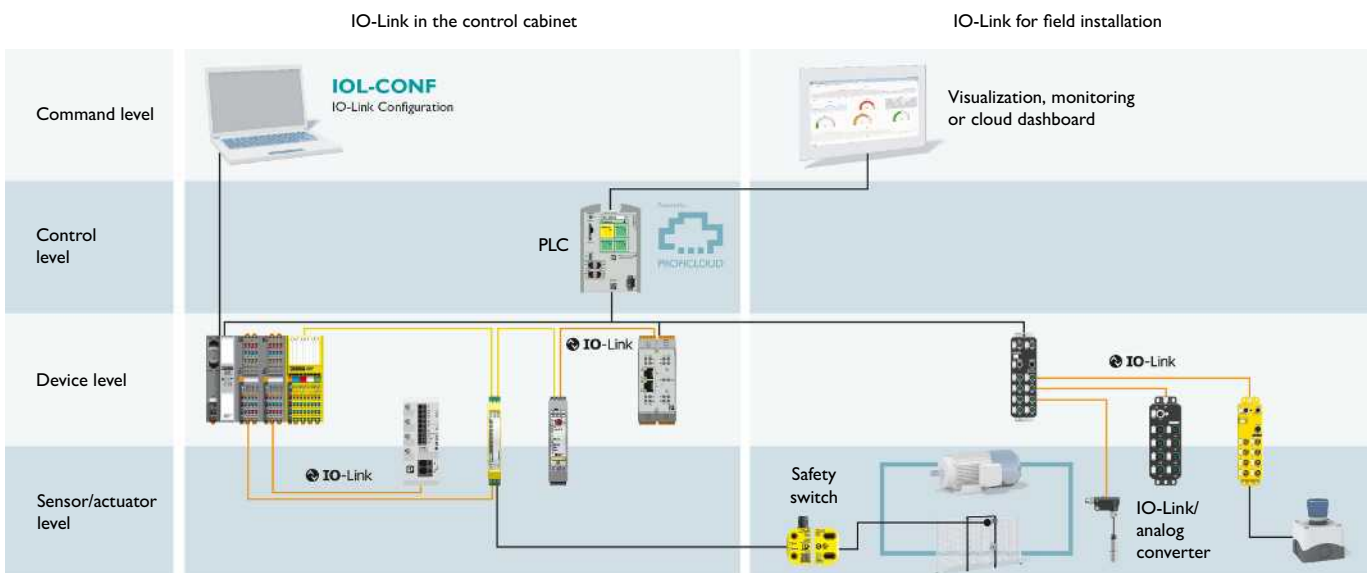 IO-Link in the control cabinet
IO-Link for field installation
Command level
IOL-CONF
IO-Link Configuration
Visualization, monitoring
or cloud dashboard
Control
level
PLC
PROFICLOUD
Device level
IO-Link
IO-Link
IO-Link
Sensor/actuator
level
Safety
switch
IO-Link/
analog
converter